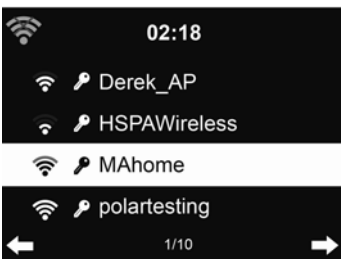 02:18
Derek_AP
HSPAWireless
MAhome
polartesting
1/10